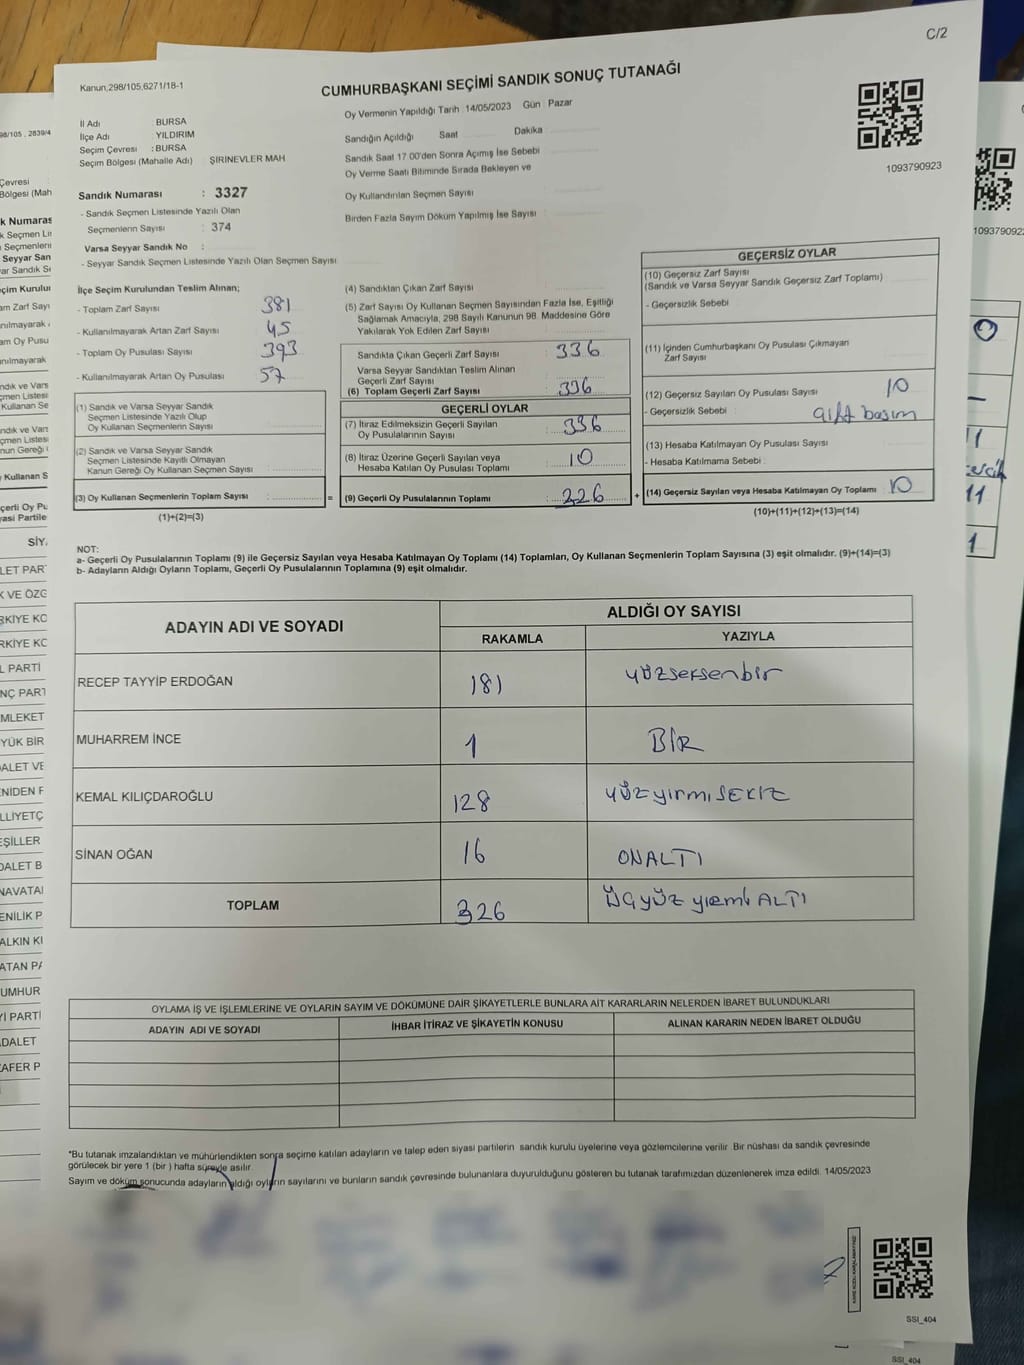 C/2
Kanun,298/105,6271/18-1
CUMHURBAŞKANI SEÇİMİ SANDIK SONUÇ TUTANAĞI
Oy Vermenin Yapıldığı Tarih 14/05/2023 Gün : Pazar
İl Adı BURSA
İlçe Adı : YILDIRIM
Seçim Çevresi : BURSA
Seçim Bölgesi (Mahalle Adı) : ŞİRİNEVLER MAH
Sandığın Açıldığı Saat Dakika
Sandık Saat 17 00'den Sonra Açımış İse Sebebi
Oy Verme Saati Bitiminde Sırada Bekleyen ve
Oy Kullandırılan Seçmen Sayısı
Birden Fazla Sayım Döküm Yapılmış İse Sayısı
1093790923
Sandık Numarası : 3327
- Sandık Seçmen Listesinde Yazılı Olan
Seçmenlerin Sayısı : 374
Varsa Seyyar Sandık No :
- Seyyar Sandık Seçmen Listesinde Yazılı Olan Seçmen Sayısı
İlçe Seçim Kurulundan Teslim Alınan;
- Toplam Zarf Sayısı 381
- Kullanılmayarak Artan Zarf Sayısı 45
- Toplam Oy Pusulası Sayısı 393
- Kullanılmayarak Artan Oy Pusulası 57
(1) Sandık ve Varsa Seyyar Sandık
Seçmen Listesinde Yazılı Olup
Oy Kullanan Seçmenlerin Sayısı
(2) Sandık ve Varsa Seyyar Sandık
Seçmen Listesinde Kayıtlı Olmayan
Kanun Gereği Oy Kullanan Seçmen Sayısı
(3) Oy Kullanan Seçmenlerin Toplam Sayısı : =
(1)+(2)=(3)
(4) Sandıktan Çıkan Zarf Sayısı
(5) Zarf Sayısı Oy Kullanan Seçmen Sayısından Fazla İse, Eşitliği
Sağlamak Amacıyla, 298 Sayılı Kanunun 98. Maddesine Göre
Yakılarak Yok Edilen Zarf Sayısı
Sandıkta Çıkan Geçerli Zarf Sayısı : 336
Varsa Seyyar Sandıktan Teslim Alınan
Geçerli Zarf Sayısı
(6) Toplam Geçerli Zarf Sayısı : 336
GEÇERLİ OYLAR
(7) İtiraz Edilmeksizin Geçerli Sayılan
Oy Pusulalarının Sayısı : 336
(8) İtiraz Üzerine Geçerli Sayılan veya
Hesaba Katılan Oy Pusulası Toplamı : 10
(9) Geçerli Oy Pusulalarının Toplamı : 226 +
GEÇERSİZ OYLAR
(10) Geçersiz Zarf Sayısı
(Sandık ve Varsa Seyyar Sandık Geçersiz Zarf Toplamı)
- Geçersizlik Sebebi :
(11) İçinden Cumhurbaşkanı Oy Pusulası Çıkmayan
Zarf Sayısı
(12) Geçersiz Sayılan Oy Pusulası Sayısı 10
- Geçersizlik Sebebi : çift basım
(13) Hesaba Katılmayan Oy Pusulası Sayısı
- Hesaba Katılmama Sebebi :
(14) Geçersiz Sayılan veya Hesaba Katılmayan Oy Toplamı : 10
(10)+(11)+(12)+(13)=(14)
NOT:
a- Geçerli Oy Pusulalarının Toplamı (9) ile Geçersiz Sayılan veya Hesaba Katılmayan Oy Toplamı (14) Toplamları, Oy Kullanan Seçmenlerin Toplam Sayısına (3) eşit olmalıdır. (9)+(14)=(3)
b- Adayların Aldığı Oyların Toplamı, Geçerli Oy Pusulalarının Toplamına (9) eşit olmalıdır.
ADAYIN ADI VE SOYADI ALDIĞI OY SAYISI
RAKAMLA YAZIYLA
RECEP TAYYİP ERDOĞAN 181 yüzseksenbir
MUHARREM İNCE 1 BİR
KEMAL KILIÇDAROĞLU 128 yüzyirmi SEKİZ
SİNAN OĞAN 16 ONALTI
TOPLAM 326 üçyüz yirmi ALTI
OYLAMA İŞ VE İŞLEMLERİNE VE OYLARIN SAYIM VE DÖKÜMÜNE DAİR ŞİKAYETLERLE BUNLARA AİT KARARLARIN NELERDEN İBARET BULUNDUKLARI
ADAYIN ADI VE SOYADI İHBAR İTİRAZ VE ŞİKAYETİN KONUSU ALINAN KARARIN NEDEN İBARET OLDUĞU
*Bu tutanak imzalandıktan ve mühürlendikten sonra seçime katılan adayların ve talep eden siyasi partilerin sandık kurulu üyelerine veya gözlemcilerine verilir. Bir nüshası da sandık çevresinde
görülecek bir yere 1 (bir ) hafta süreyle asılır.
Sayım ve döküm sonucunda adayların aldığı oyların sayılarını ve bunların sandık çevresinde bulunanlara duyurulduğunu gösteren bu tutanak tarafımızdan düzenlenerek imza edildi. 14/05/2023
SSI_404
SSI_404